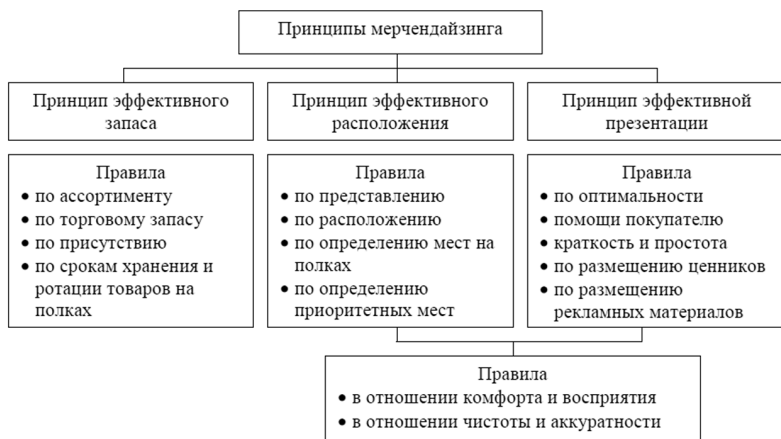 Принципы мерчендайзинга
Принцип эффективного
запаса
Принцип эффективного
расположения
Принцип эффективной
презентации
Правила
• по ассортименту
• по торговому запасу
• по присутствию
• по срокам хранения и
ротации товаров на
полках
Правила
• по представлению
• по расположению
• по определению мест на
полках
• по определению
приоритетных мест
Правила
• по оптимальности
• помощи покупателю
• краткость и простота
• по размещению ценников
• по размещению
рекламных материалов
Правила
• в отношении комфорта и восприятия
• в отношении чистоты и аккуратности